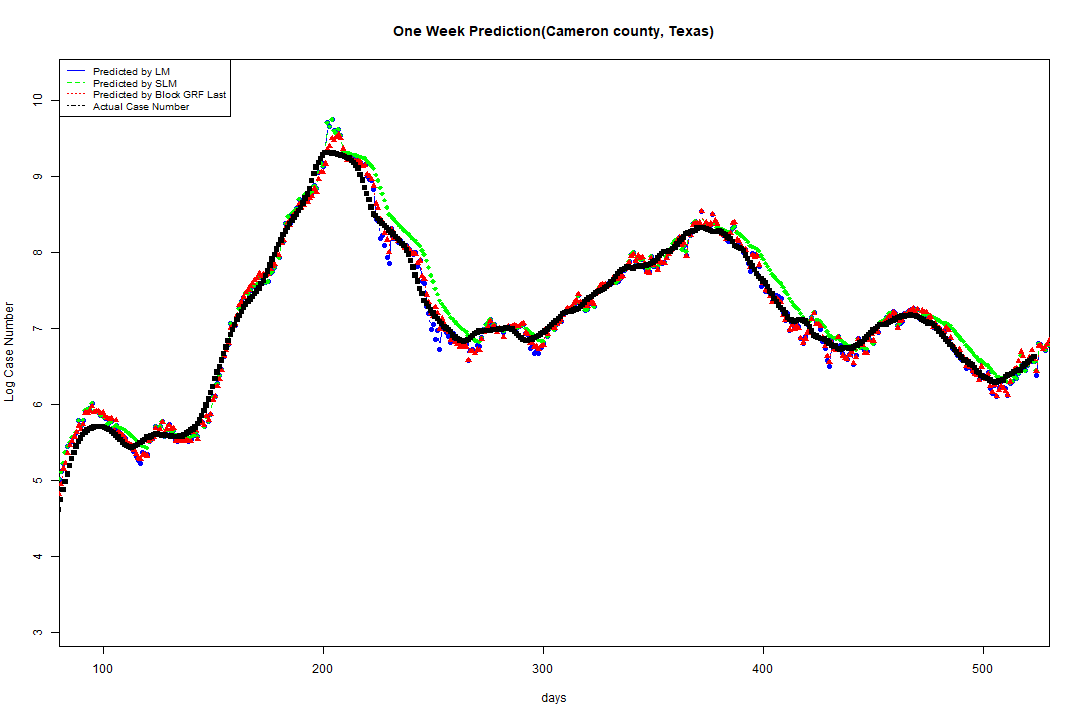 One Week Prediction(Cameron county, Texas)
Predicted by LM
Predicted by SLM
Predicted by Block GRF Last
Actual Case Number
10
9
8
7
6
5
4
3
Log Case Number
100 200 300 400 500
days